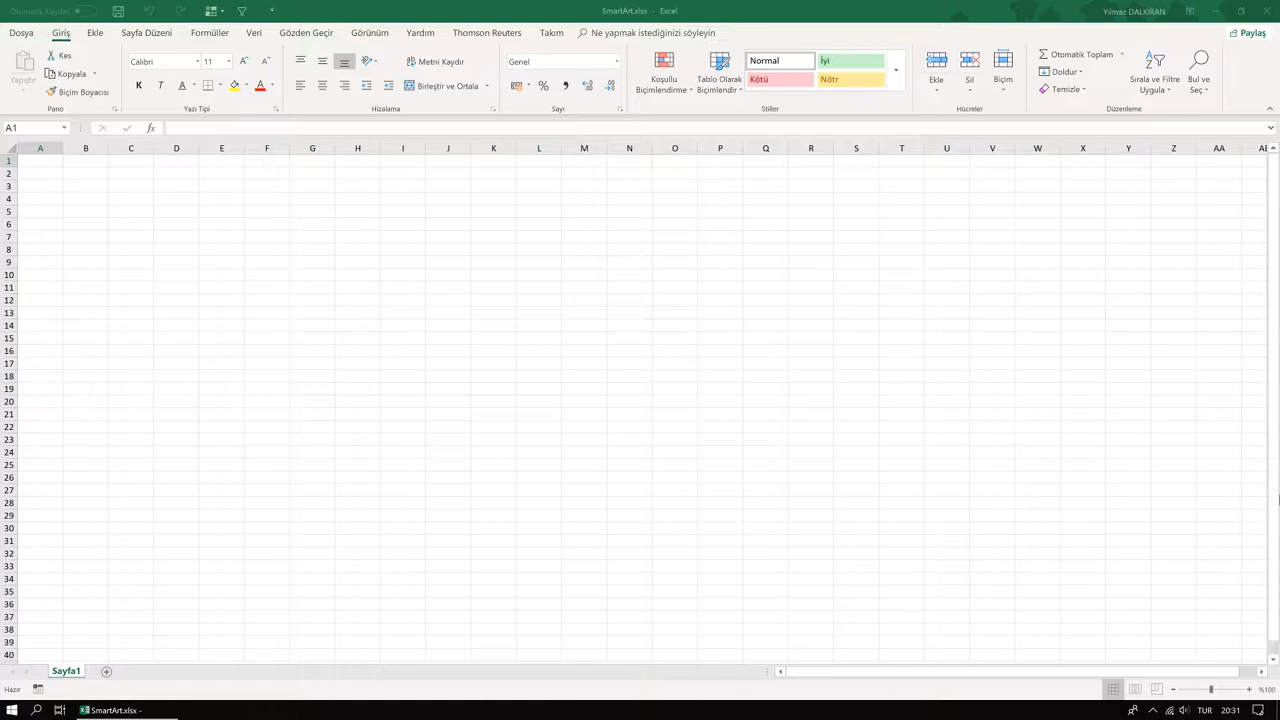 Otomatik Kaydet
SmartArt.xlsx - Excel
Yılmaz DALKIRAN
Dosya Giriş Ekle Sayfa Düzeni Formüller Veri Gözden Geçir Görünüm Yardım Thomson Reuters Takım Ne yapmak istediğinizi söyleyin Paylaş
Yapıştır
Kes
Kopyala
Biçim Boyacısı
Pano
Calibri 11
K T A
Yazı Tipi
Metni Kaydır
Birleştir ve Ortala
Hizalama
Genel
%
Sayı
Koşullu Biçimlendirme
Tablo Olarak Biçimlendir
Normal İyi
Kötü Nötr
Stiller
Ekle Sil Biçim
Hücreler
Otomatik Toplam
Doldur
Temizle
Sırala ve Filtre Uygula
Bul ve Seç
Düzenleme
A1 fx
A B C D E F G H I J K L M N O P Q R S T U V W X Y Z AA
1
2
3
4
5
6
7
8
9
10
11
12
13
14
15
16
17
18
19
20
21
22
23
24
25
26
27
28
29
30
31
32
33
34
35
36
37
38
39
40
Sayfa1
Hazır %100
SmartArt.xlsx - TUR 20:31